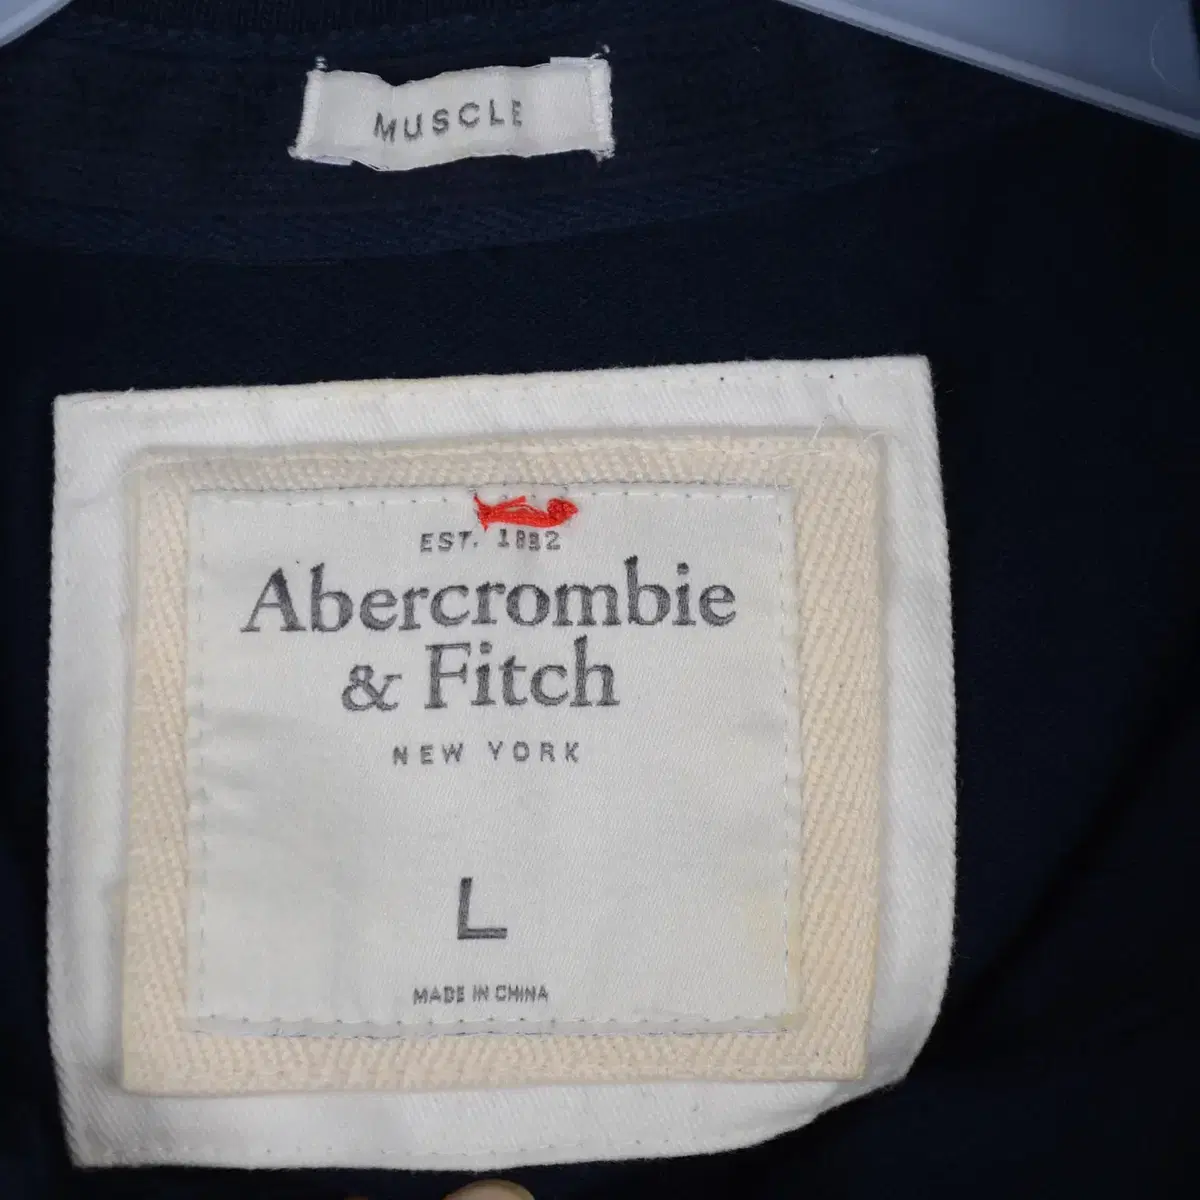 MUSCLE
EST. 1892
Abercrombie
& Fitch
NEW YORK
L
MADE IN CHINA